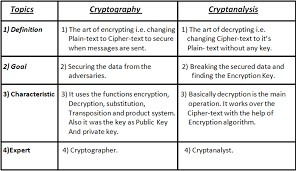 Topics Cryptography Cryptanalysis
1) Definition 1) The art of encrypting i.e. changing 1) The art of decrypting i.e.
Plain-text to Cipher-text to secure changing Cipher-text to it's
when messages are sent. Plain- text without any key.
2) Goal 2) Securing the data from the 2) Breaking the secured data and
adversaries. finding the Encryption Key.
3) Characteristic 3) It uses the functions encryption, 3) Basically decryption is the main
Decryption, substitution, operation. It works over the
Transposition and product system. Cipher-text with the help of
Also it was the key as Public Key Encryption algorithm.
And private key.
4)Expert 4) Cryptographer. 4) Cryptanalyst.